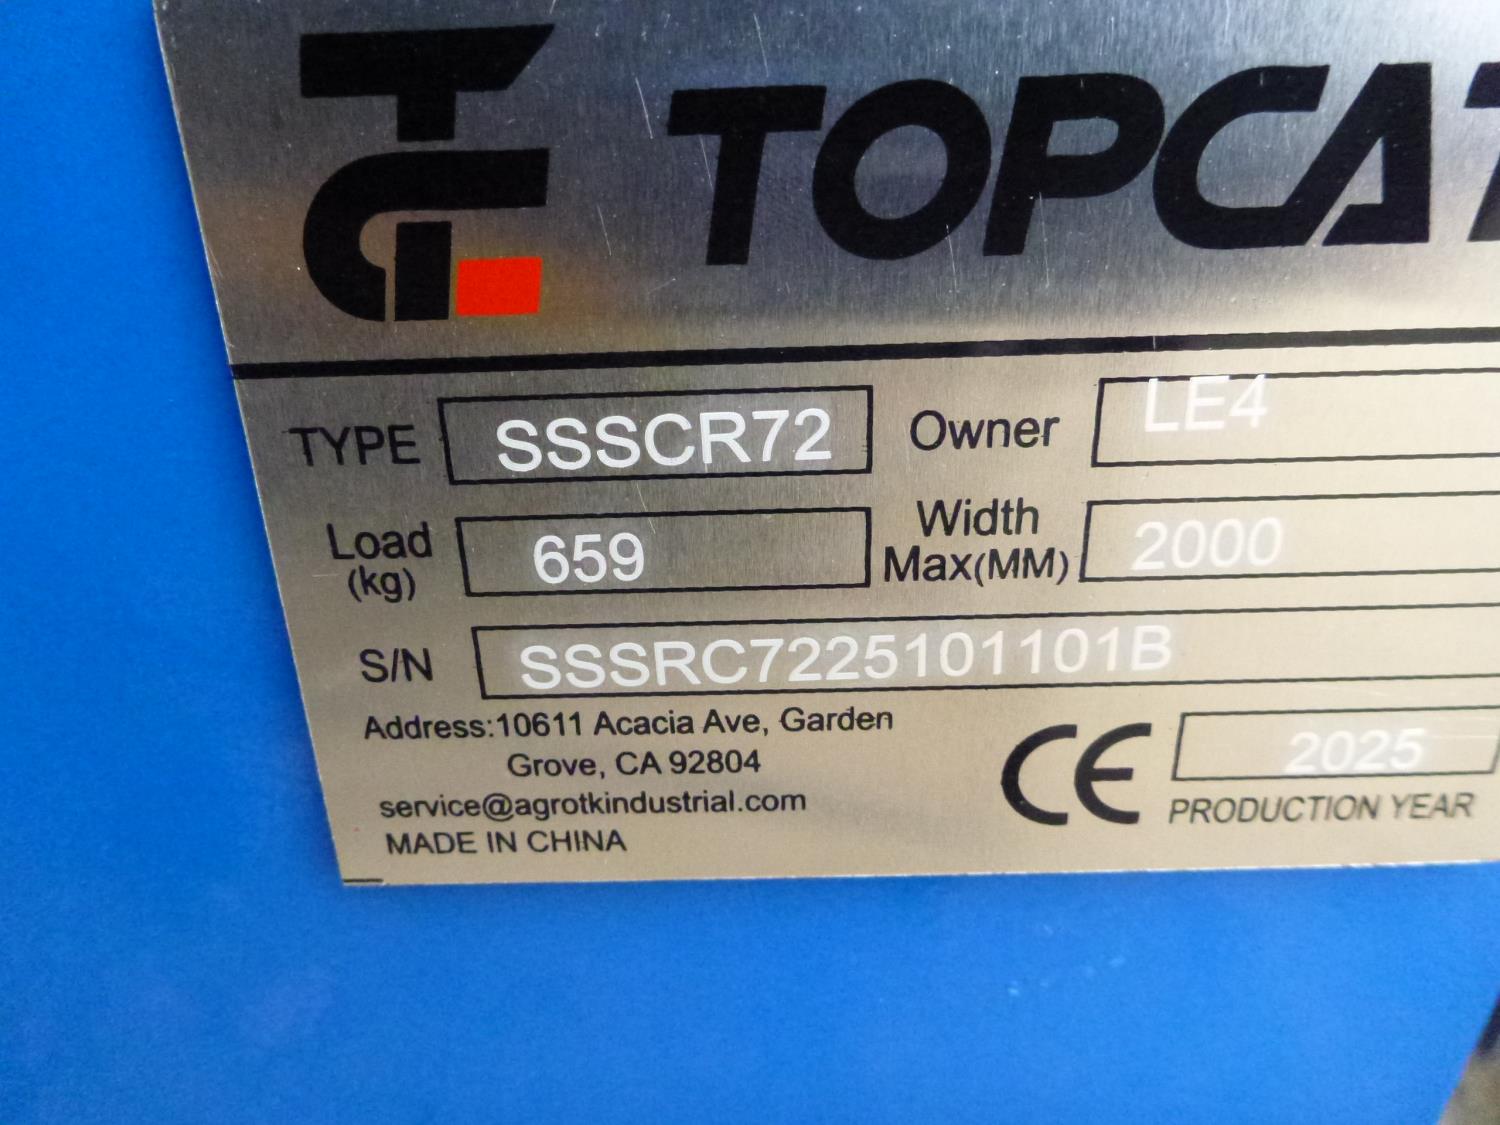 TOPCAT
TYPE SSSCR72 Owner LE4
Load (kg) 659 Width Max(MM) 2000
S/N SSSRC7225101101B
Address:10611 Acacia Ave, Garden
Grove, CA 92804
service@agrotkindustrial.com
MADE IN CHINA
CE 2025
PRODUCTION YEAR